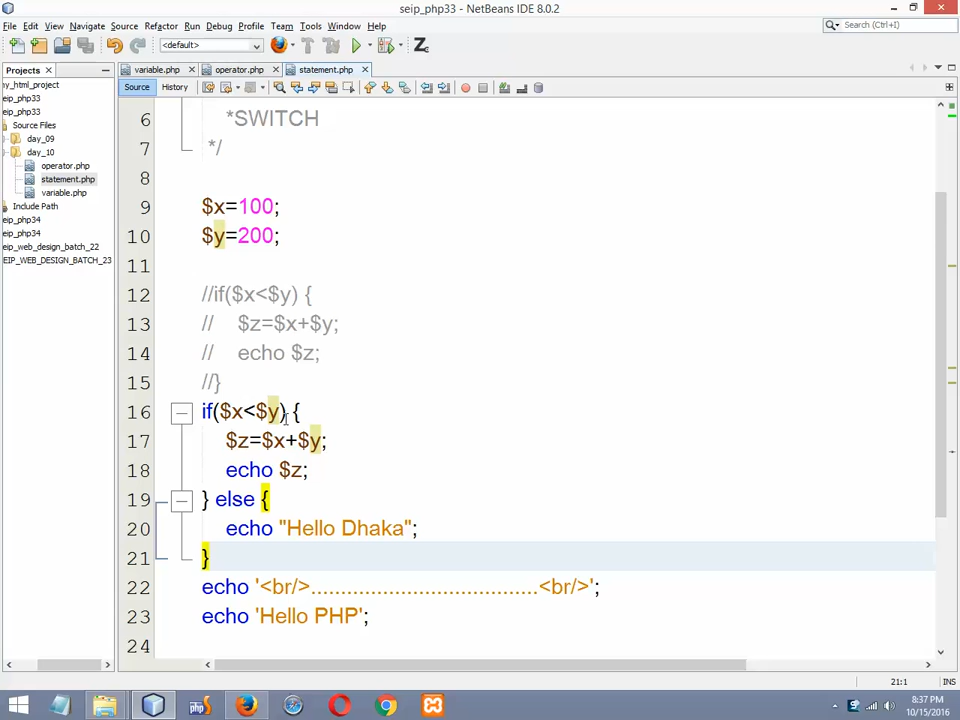 seip_php33 - NetBeans IDE 8.0.2
File Edit View Navigate Source Refactor Run Debug Profile Team Tools Window Help
Search (Ctrl+I)
<default>
Projects
variable.php operator.php statement.php
Source History
ny_html_project
eip_php33
eip_php33
Source Files
day_09
day_10
operator.php
statement.php
variable.php
Include Path
eip_php34
eip_php34
eip_web_design_batch_22
EIP_WEB_DESIGN_BATCH_23
6 *SWITCH
7 */
8
9 $x=100;
10 $y=200;
11
12 //if($x<$y) {
13 // $z=$x+$y;
14 // echo $z;
15 //}
16 if($x<$y) {
17 $z=$x+$y;
18 echo $z;
19 } else {
20 echo "Hello Dhaka";
21 }
22 echo '<br/>......................................<br/>';
23 echo 'Hello PHP';
24
21:1 INS
php
8:37 PM
10/15/2016